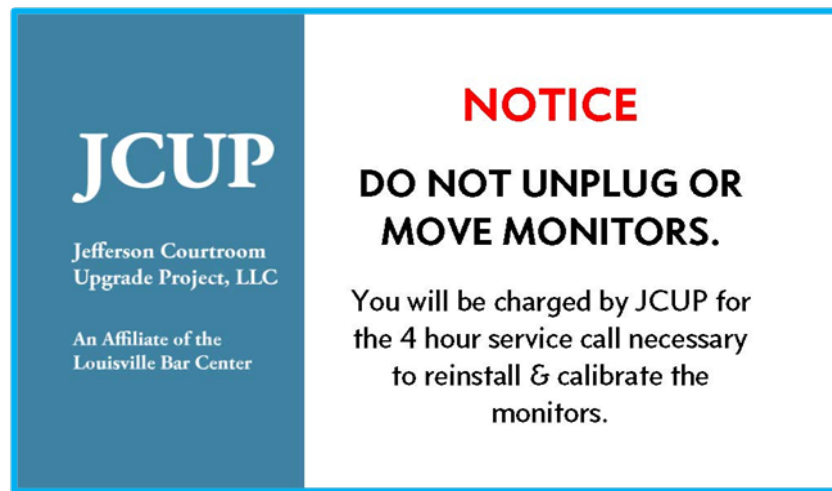 JCUP
Jefferson Courtroom
Upgrade Project, LLC
An Affiliate of the
Louisville Bar Center
NOTICE
DO NOT UNPLUG OR
MOVE MONITORS.
You will be charged by JCUP for
the 4 hour service call necessary
to reinstall & calibrate the
monitors.